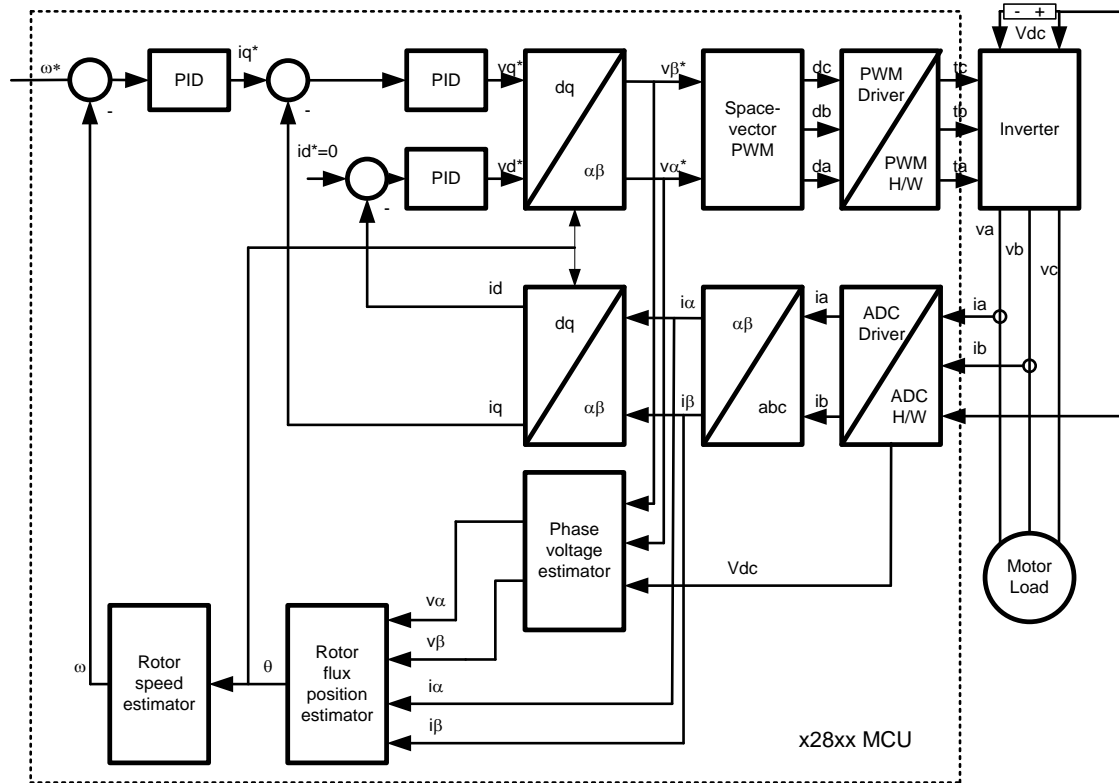 - +
Vdc
ω*
-
PID
iq*
-
PID
vq*
dq
αβ
vβ*
Space-
vector
PWM
dc
db
da
PWM
Driver
PWM
H/W
tc
tb
ta
Inverter
id*=0
-
PID
vd*
vα*
va
vb
vc
id
iq
dq
αβ
iα
iβ
αβ
abc
ia
ib
ADC
Driver
ADC
H/W
ia
ib
Phase
voltage
estimator
Vdc
Motor
Load
vα
vβ
iα
iβ
ω
Rotor
speed
estimator
θ
Rotor
flux
position
estimator
x28xx MCU